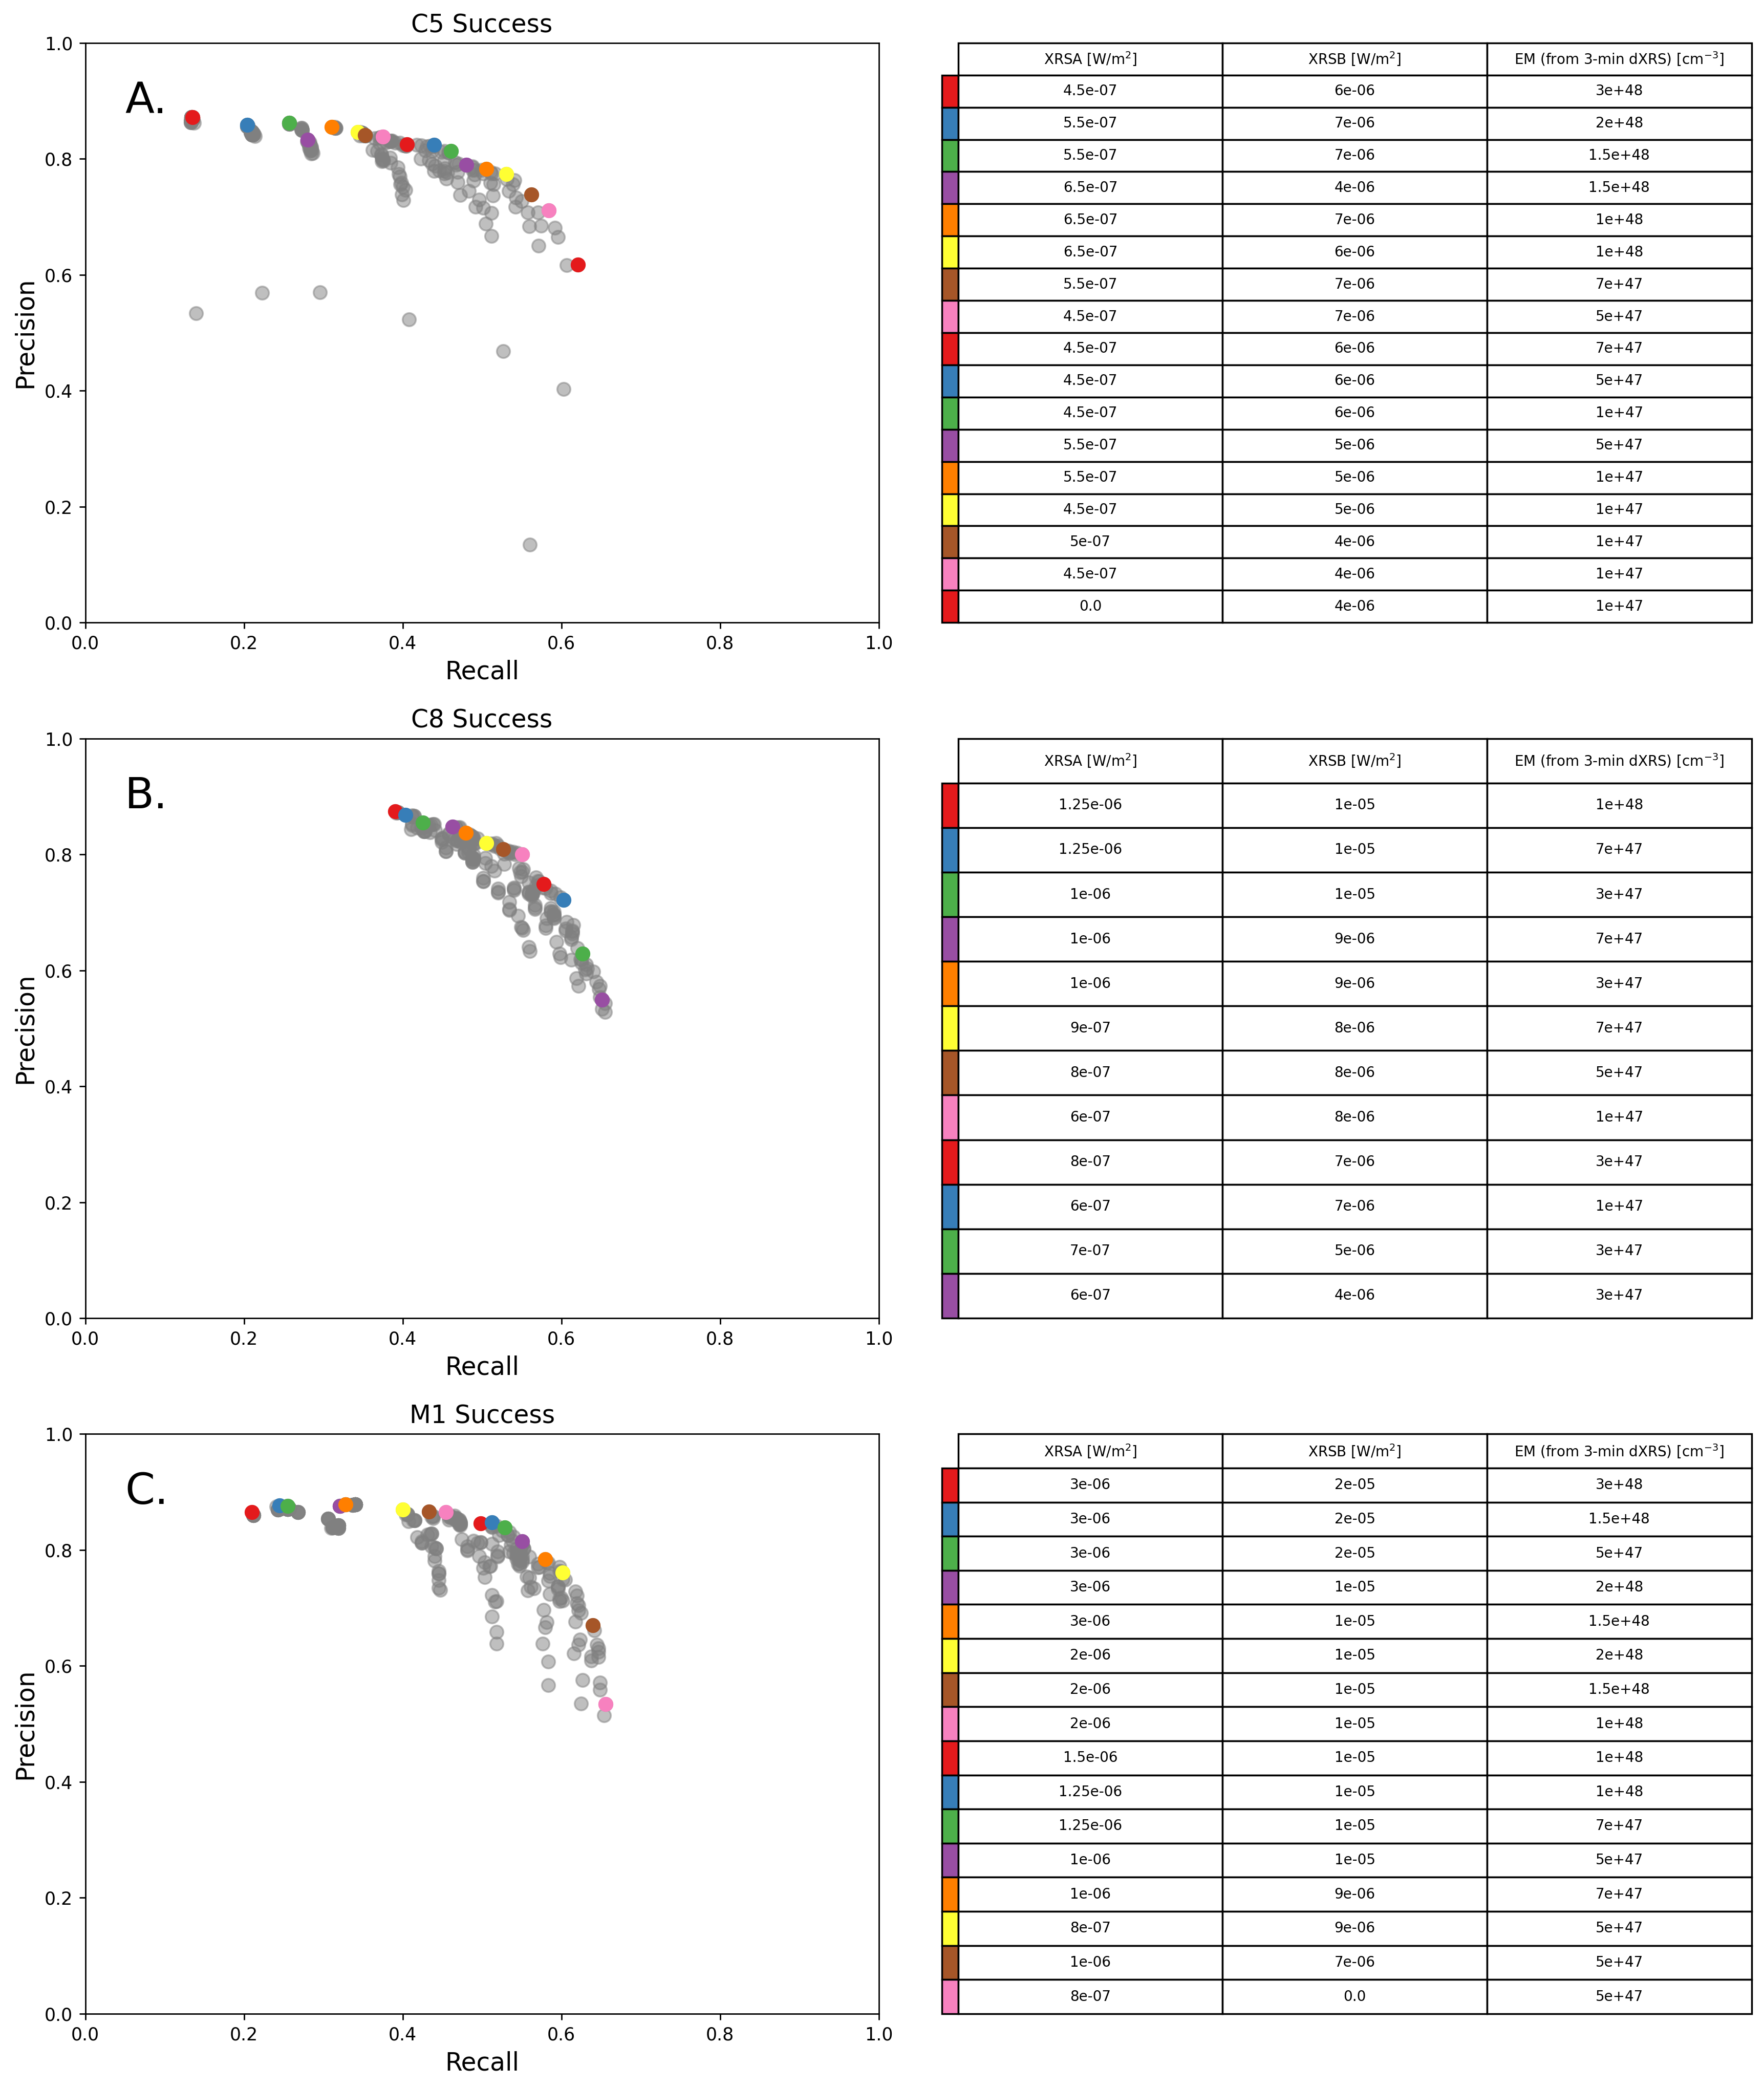 C5 Success
A.
1.0
0.8
0.6
0.4
0.2
0.0
Precision
0.0 0.2 0.4 0.6 0.8 1.0
Recall
XRSA [W/m²] XRSB [W/m²] EM (from 3-min dXRS) [cm⁻³]
4.5e-07 6e-06 3e+48
5.5e-07 7e-06 2e+48
5.5e-07 7e-06 1.5e+48
6.5e-07 4e-06 1.5e+48
6.5e-07 7e-06 1e+48
6.5e-07 6e-06 1e+48
5.5e-07 7e-06 7e+47
4.5e-07 7e-06 5e+47
4.5e-07 6e-06 7e+47
4.5e-07 6e-06 5e+47
4.5e-07 6e-06 1e+47
5.5e-07 5e-06 5e+47
5.5e-07 5e-06 1e+47
4.5e-07 5e-06 1e+47
5e-07 4e-06 1e+47
4.5e-07 4e-06 1e+47
0.0 4e-06 1e+47
C8 Success
B.
1.0
0.8
0.6
0.4
0.2
0.0
Precision
0.0 0.2 0.4 0.6 0.8 1.0
Recall
XRSA [W/m²] XRSB [W/m²] EM (from 3-min dXRS) [cm⁻³]
1.25e-06 1e-05 1e+48
1.25e-06 1e-05 7e+47
1e-06 1e-05 3e+47
1e-06 9e-06 7e+47
1e-06 9e-06 3e+47
9e-07 8e-06 7e+47
8e-07 8e-06 5e+47
6e-07 8e-06 1e+47
8e-07 7e-06 3e+47
6e-07 7e-06 1e+47
7e-07 5e-06 3e+47
6e-07 4e-06 3e+47
M1 Success
C.
1.0
0.8
0.6
0.4
0.2
0.0
Precision
0.0 0.2 0.4 0.6 0.8 1.0
Recall
XRSA [W/m²] XRSB [W/m²] EM (from 3-min dXRS) [cm⁻³]
3e-06 2e-05 3e+48
3e-06 2e-05 1.5e+48
3e-06 2e-05 5e+47
3e-06 1e-05 2e+48
3e-06 1e-05 1.5e+48
2e-06 1e-05 2e+48
2e-06 1e-05 1.5e+48
2e-06 1e-05 1e+48
1.5e-06 1e-05 1e+48
1.25e-06 1e-05 1e+48
1.25e-06 1e-05 7e+47
1e-06 1e-05 5e+47
1e-06 9e-06 7e+47
8e-07 9e-06 5e+47
1e-06 7e-06 5e+47
8e-07 0.0 5e+47